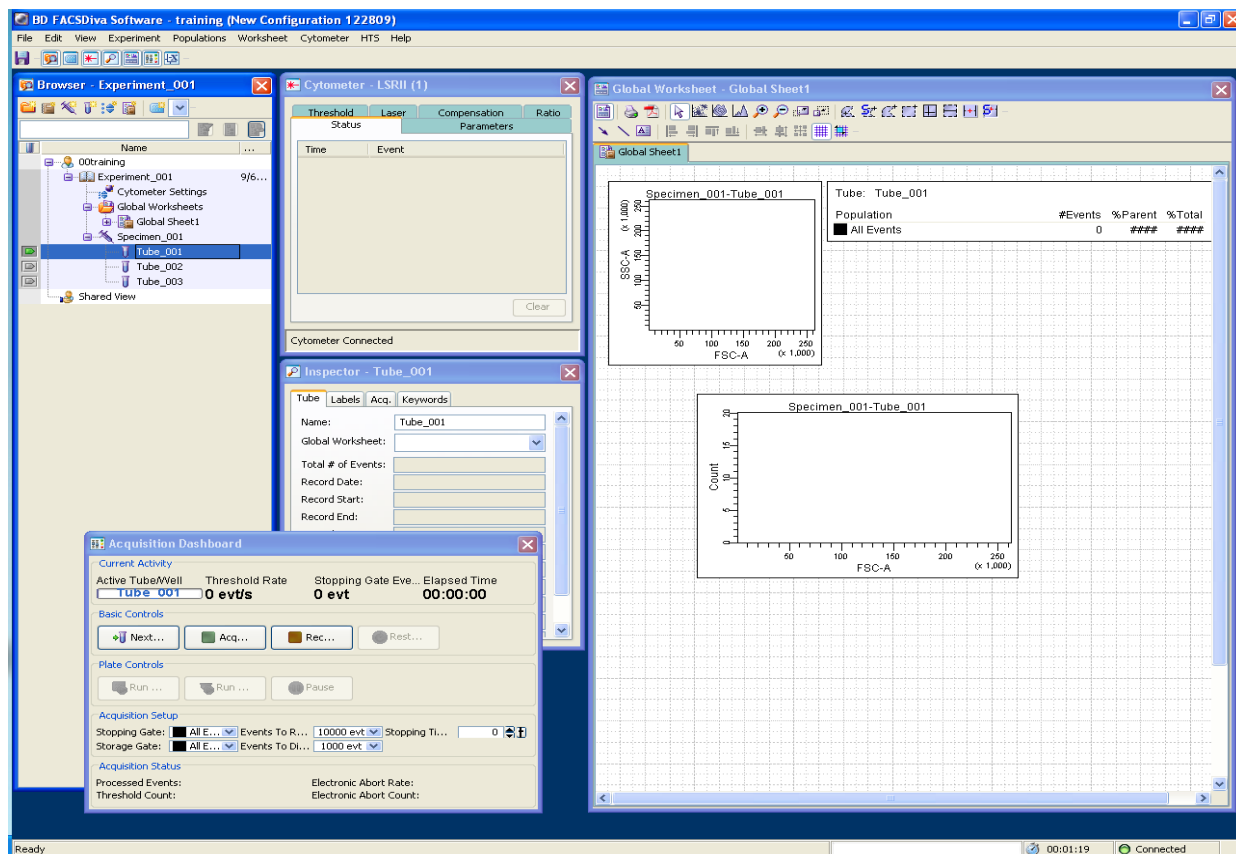 BD FACSDiva Software - training (New Configuration 122809)
File Edit View Experiment Populations Worksheet Cytometer HTS Help
Browser - Experiment_001
Name ...
00training
Experiment_001 9/6...
Cytometer Settings
Global Worksheets
Global Sheet1
Specimen_001
Tube_001
Tube_002
Tube_003
Shared View
Cytometer - LSRII (1)
Threshold Laser Compensation Ratio
Status Parameters
Time Event
Clear
Cytometer Connected
Inspector - Tube_001
Tube Labels Acq. Keywords
Name: Tube_001
Global Worksheet:
Total # of Events:
Record Date:
Record Start:
Record End:
Acquisition Dashboard
Current Activity
Active Tube/Well Threshold Rate Stopping Gate Eve... Elapsed Time
Tube_001 0 evt/s 0 evt 00:00:00
Basic Controls
Next... Acq... Rec... Rest...
Plate Controls
Run ... Run ... Pause
Acquisition Setup
Stopping Gate: All E... Events To R... 10000 evt Stopping Ti... 0
Storage Gate: All E... Events To Di... 1000 evt
Acquisition Status
Processed Events: Electronic Abort Rate:
Threshold Count: Electronic Abort Count:
Global Worksheet - Global Sheet1
Global Sheet1
Specimen_001-Tube_001
SSC-A (x 1,000)
50 100 150 200 250
50 100 150 200 250
FSC-A (x 1,000)
Tube: Tube_001
Population #Events %Parent %Total
All Events 0 #### ####
Specimen_001-Tube_001
Count
0 5 10 15 20
50 100 150 200 250
FSC-A (x 1,000)
Ready 00:01:19 Connected